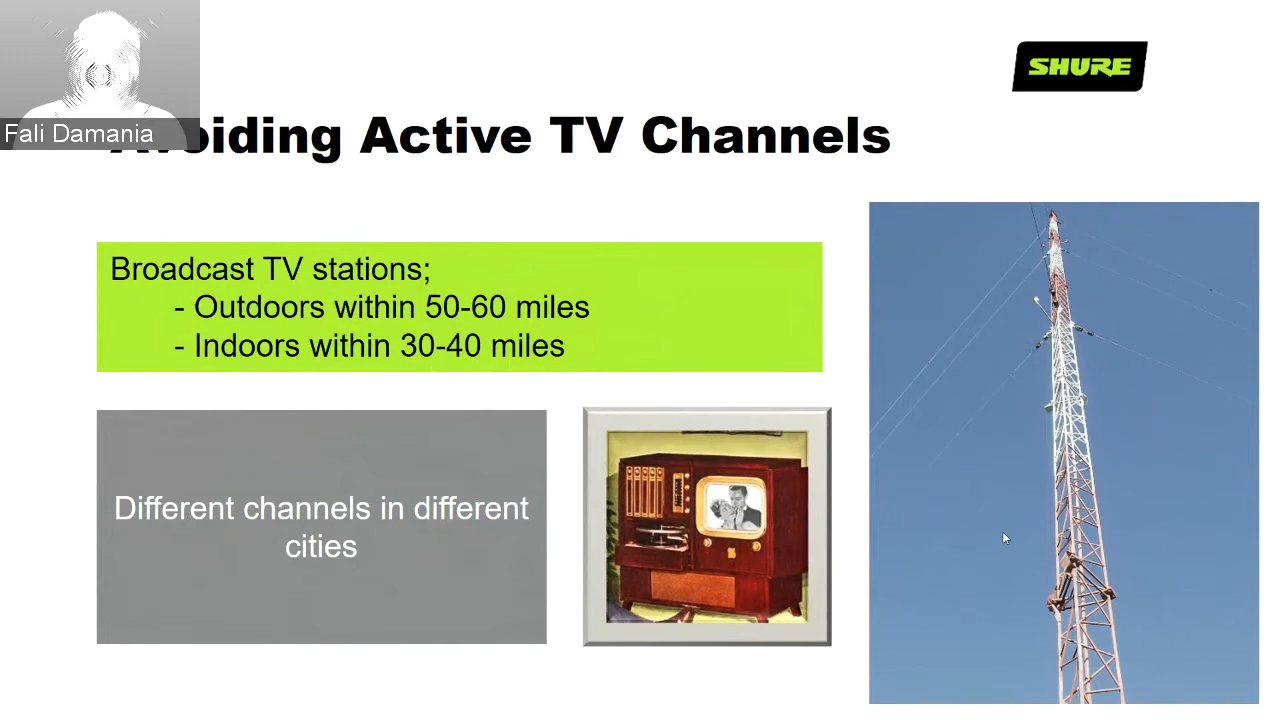 SHURE
Fali Damania
Avoiding Active TV Channels
Broadcast TV stations;
- Outdoors within 50-60 miles
- Indoors within 30-40 miles
Different channels in different
cities